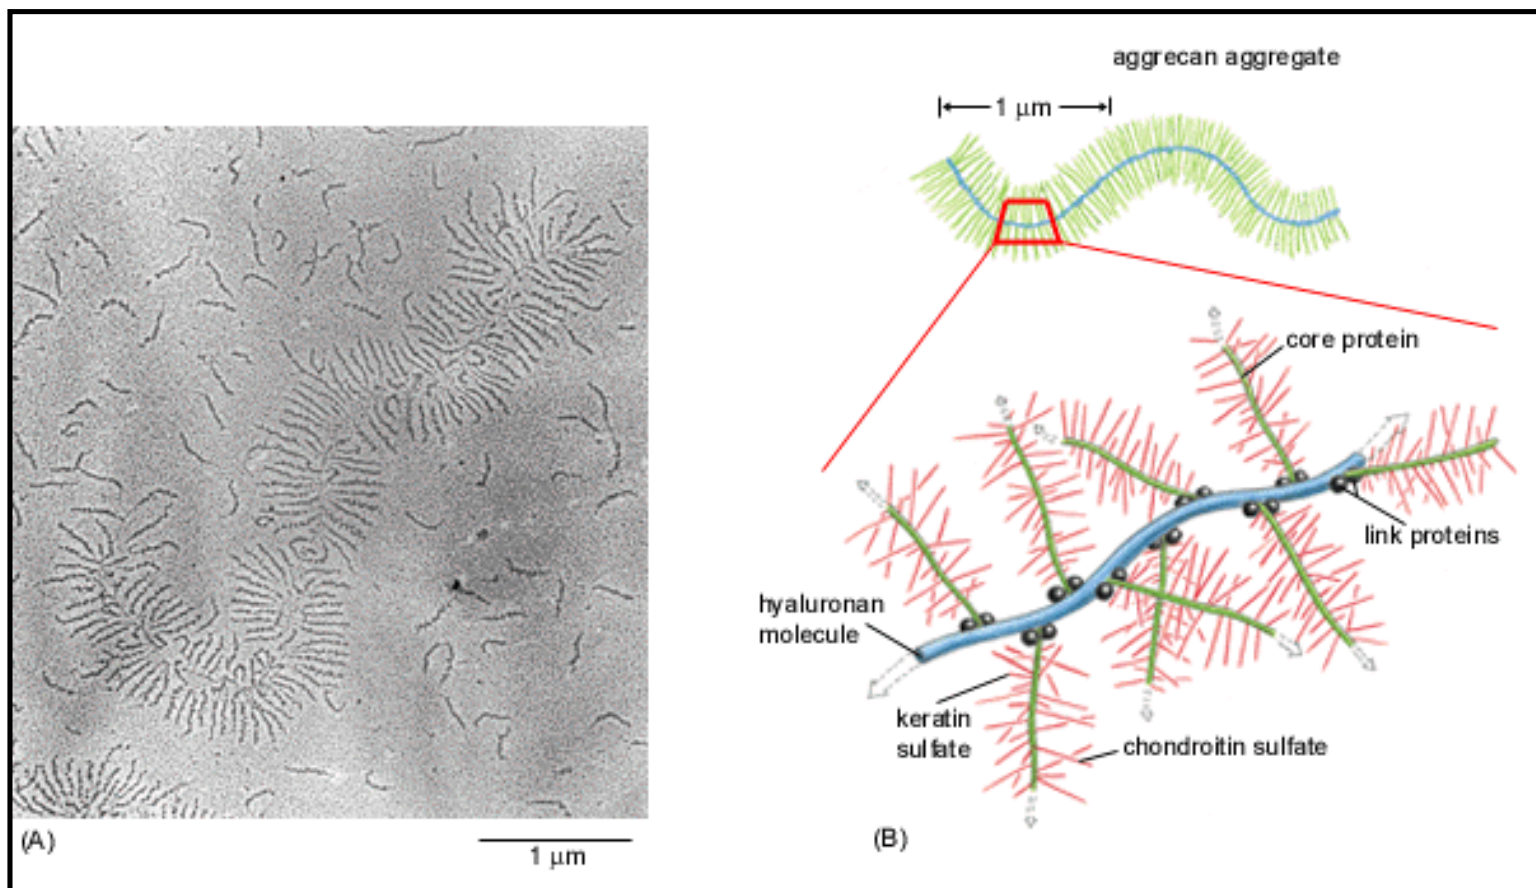 aggrecan aggregate
1 μm
core protein
link proteins
hyaluronan
molecule
keratin
sulfate
chondroitin sulfate
(A)
1 μm
(B)